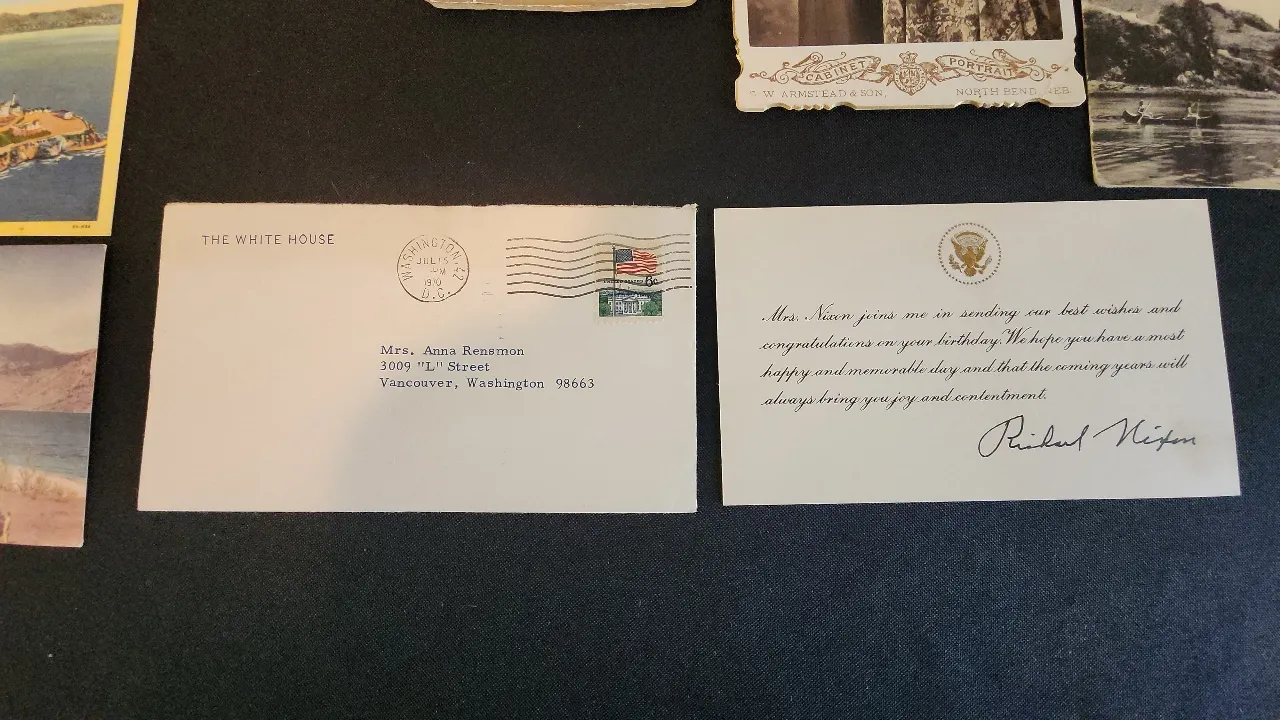 CABINET PORTRAIT
W. ARMSTEAD & SON, NORTH BEND, NEB.
THE WHITE HOUSE
WASHINGTON,
D.C.
1970
6c
Mrs. Anna Rensmon
3009 "L" Street
Vancouver, Washington 98663
Mrs. Nixon joins me in sending our best wishes and
congratulations on your birthday. We hope you have a most
happy and memorable day and that the coming years will
always bring you joy and contentment.
Richard Nixon